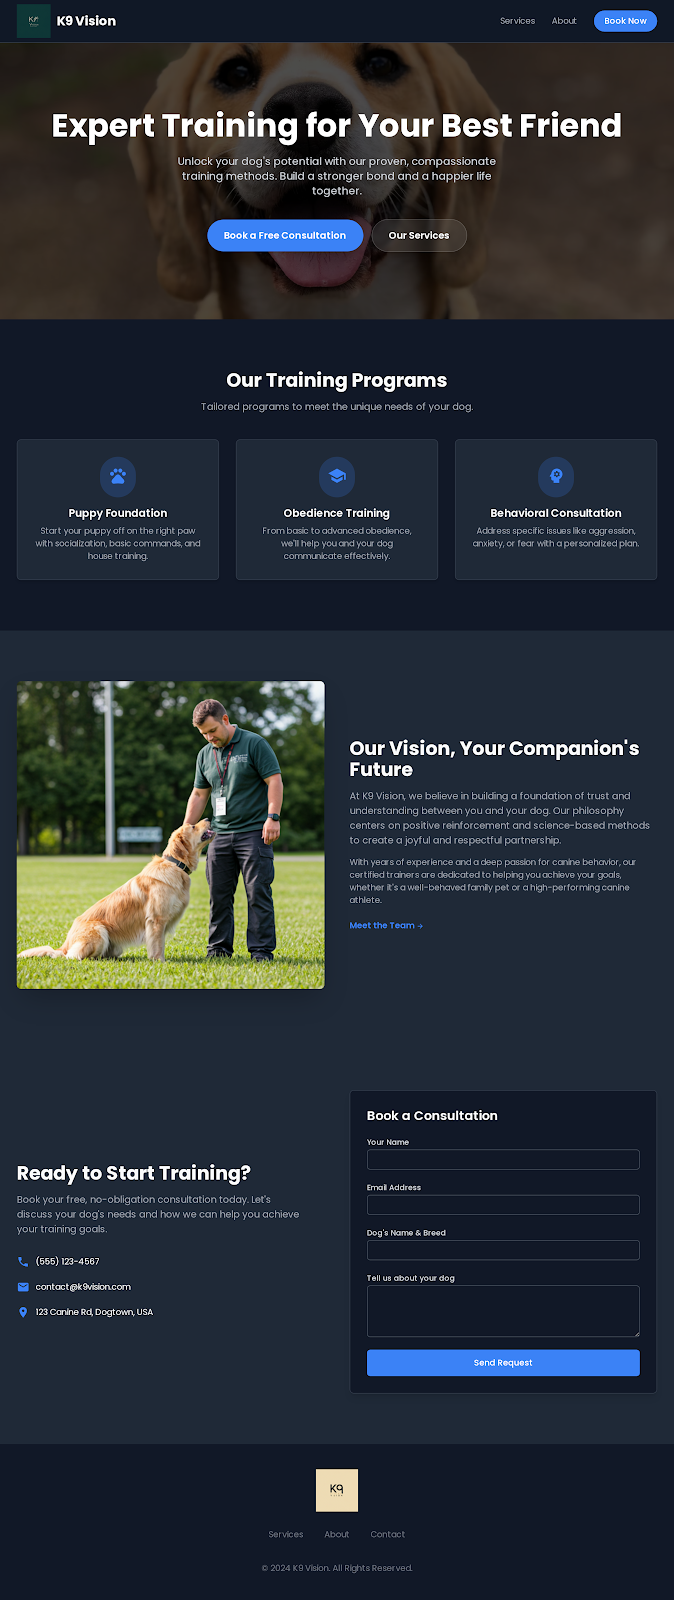 K9 Vision
Services
About
Book Now
Expert Training for Your Best Friend
Unlock your dog's potential with our proven, compassionate
training methods. Build a stronger bond and a happier life
together.
Book a Free Consultation
Our Services
Our Training Programs
Tailored programs to meet the unique needs of your dog.
Puppy Foundation
Start your puppy off on the right paw
with socialization, basic commands, and
house training.
Obedience Training
From basic to advanced obedience,
we'll help you and your dog
communicate effectively.
Behavioral Consultation
Address specific issues like aggression,
anxiety, or fear with a personalized plan.
Our Vision, Your Companion's
Future
At K9 Vision, we believe in building a foundation of trust and
understanding between you and your dog. Our philosophy
centers on positive reinforcement and science-based methods
to create a joyful and respectful partnership.
With years of experience and a deep passion for canine behavior, our
certified trainers are dedicated to helping you achieve your goals,
whether it's a well-behaved family pet or a high-performing canine
athlete.
Meet the Team →
Ready to Start Training?
Book your free, no-obligation consultation today. Let's
discuss your dog's needs and how we can help you achieve
your training goals.
(555) 123-4567
contact@k9vision.com
123 Canine Rd, Dogtown, USA
Book a Consultation
Your Name
Email Address
Dog's Name & Breed
Tell us about your dog
Send Request
K9
Services
About
Contact
© 2024 K9 Vision. All Rights Reserved.